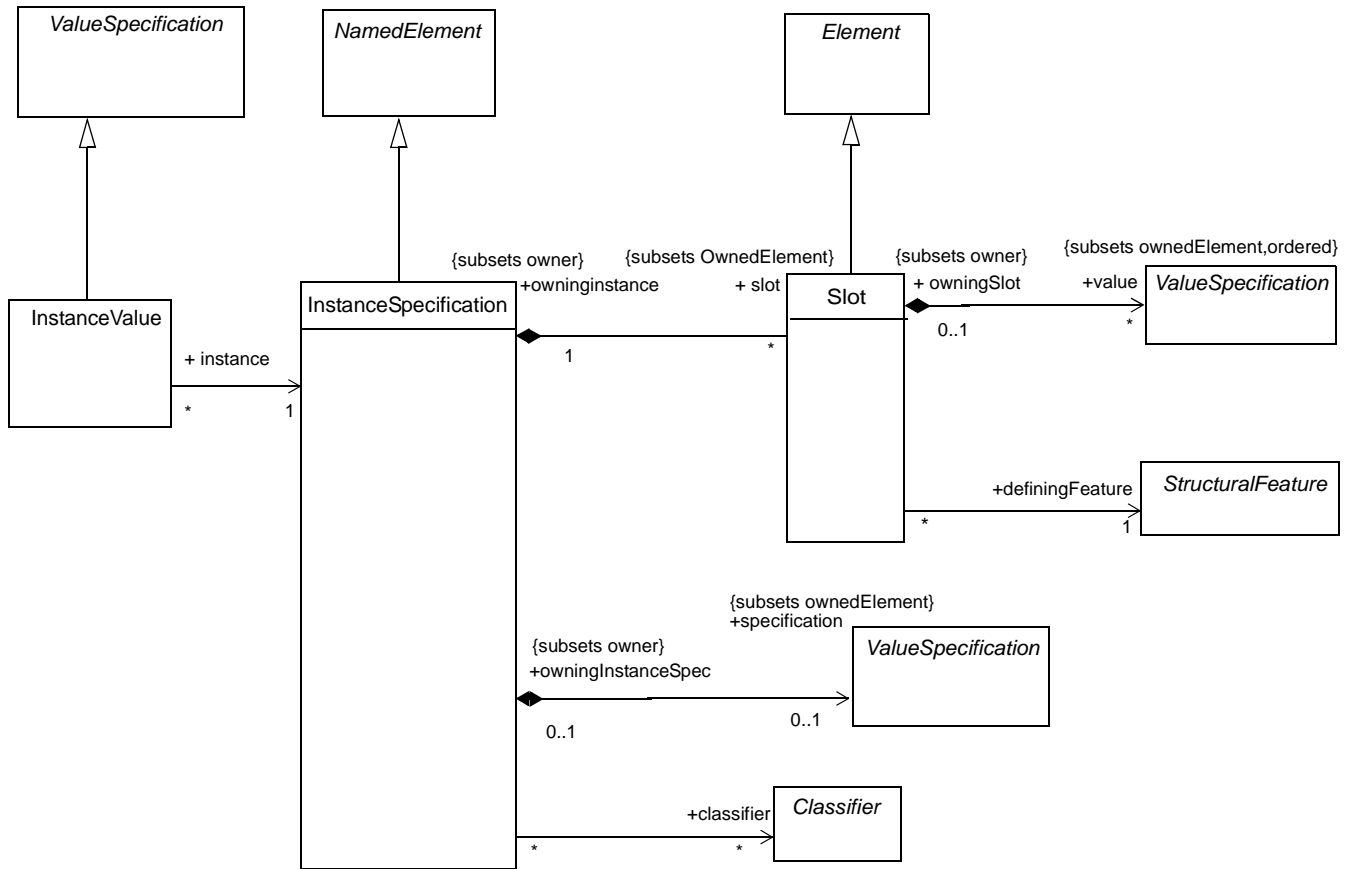 ValueSpecification
NamedElement
Element
{subsets owner}
+owninginstance
{subsets OwnedElement}
+ slot
{subsets owner}
+ owningSlot
{subsets ownedElement,ordered}
+value
InstanceValue
InstanceSpecification
Slot
ValueSpecification
0..1
*
1
*
+ instance
*
1
+definingFeature
*
1
StructuralFeature
{subsets ownedElement}
+specification
{subsets owner}
+owningInstanceSpec
0..1
0..1
ValueSpecification
+classifier
*
*
Classifier